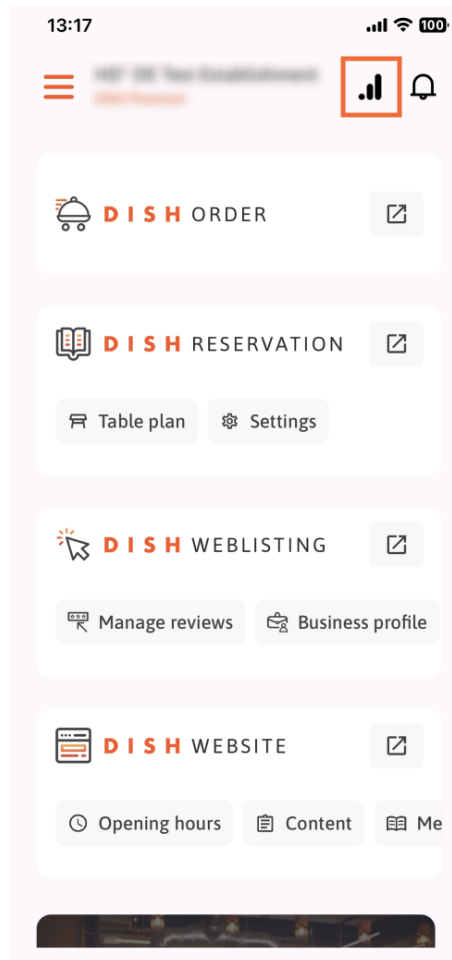 13:17
100
DISH ORDER
DISH RESERVATION
Table plan
Settings
DISH WEBLISTING
Manage reviews
Business profile
DISH WEBSITE
Opening hours
Content
Me